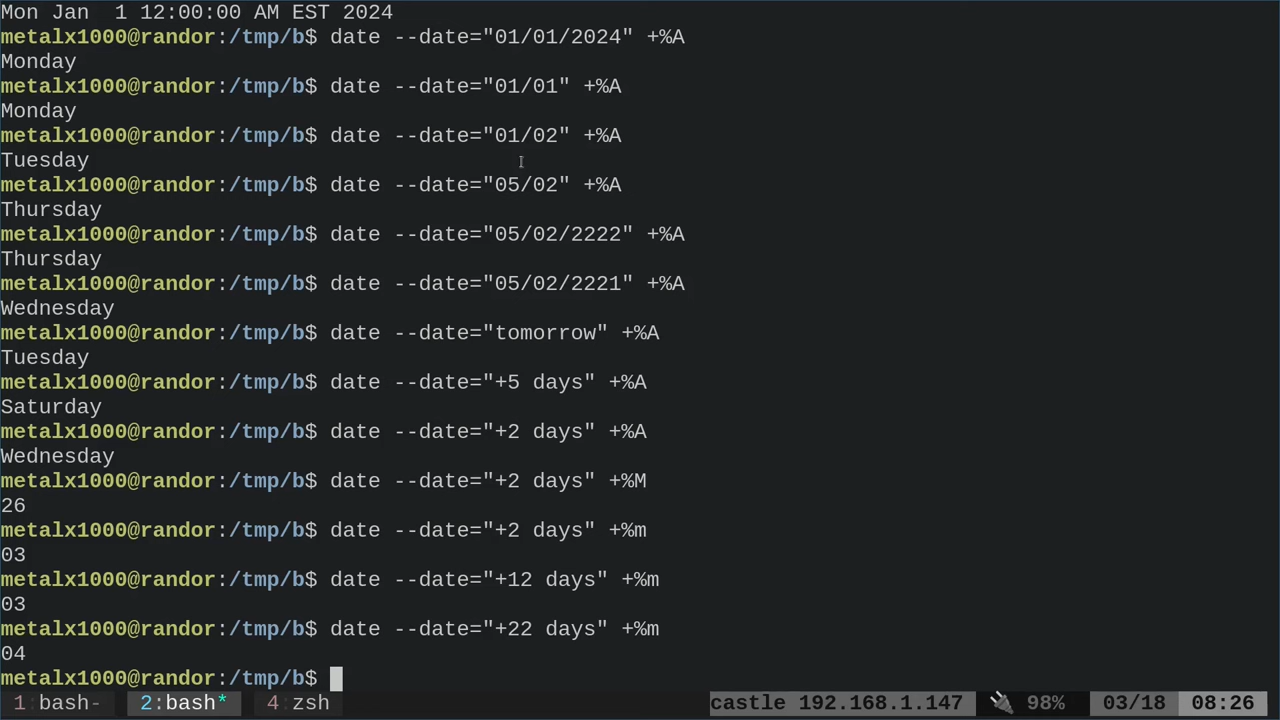 Mon Jan  1 12:00:00 AM EST 2024
metalx1000@randor:/tmp/b$ date --date="01/01/2024" +%A
Monday
metalx1000@randor:/tmp/b$ date --date="01/01" +%A
Monday
metalx1000@randor:/tmp/b$ date --date="01/02" +%A
Tuesday
metalx1000@randor:/tmp/b$ date --date="05/02" +%A
Thursday
metalx1000@randor:/tmp/b$ date --date="05/02/2222" +%A
Thursday
metalx1000@randor:/tmp/b$ date --date="05/02/2221" +%A
Wednesday
metalx1000@randor:/tmp/b$ date --date="tomorrow" +%A
Tuesday
metalx1000@randor:/tmp/b$ date --date="+5 days" +%A
Saturday
metalx1000@randor:/tmp/b$ date --date="+2 days" +%A
Wednesday
metalx1000@randor:/tmp/b$ date --date="+2 days" +%M
26
metalx1000@randor:/tmp/b$ date --date="+2 days" +%m
03
metalx1000@randor:/tmp/b$ date --date="+12 days" +%m
03
metalx1000@randor:/tmp/b$ date --date="+22 days" +%m
04
metalx1000@randor:/tmp/b$
1:bash- 2:bash* 4:zsh castle 192.168.1.147 98% 03/18 08:26